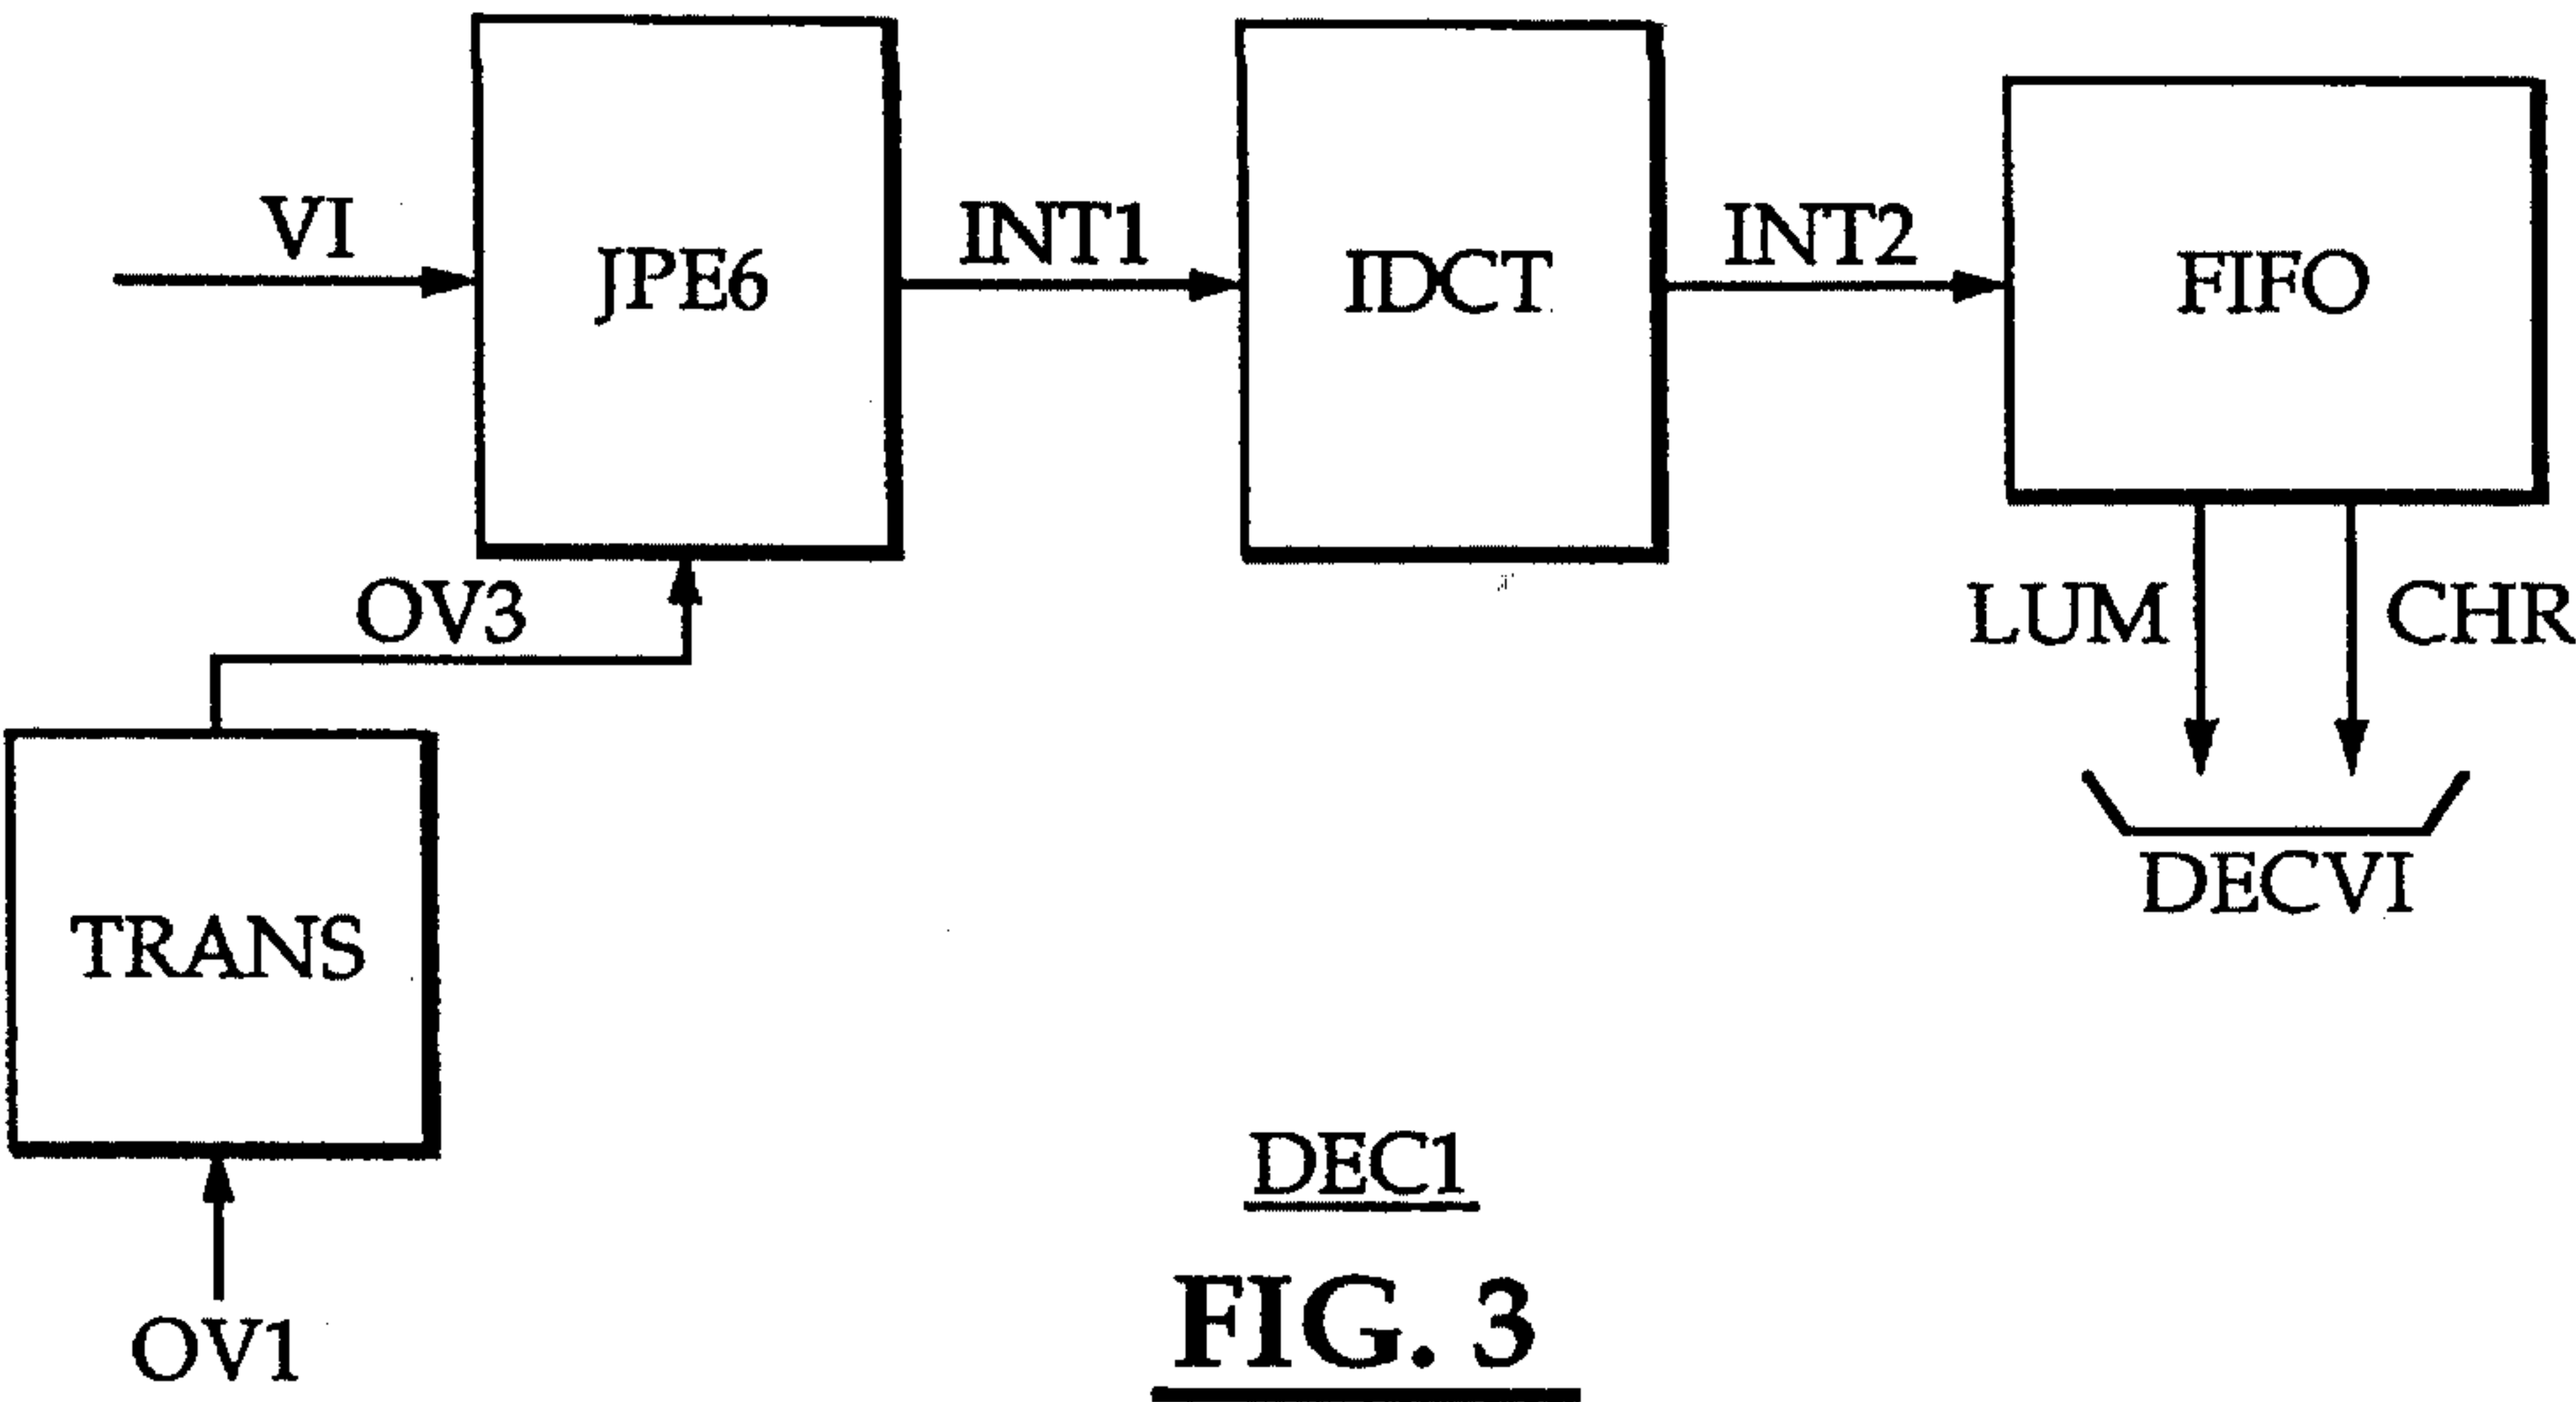 VI
JPE6
INT1
IDCT
INT2
FIFO
OV3
LUM
CHR
TRANS
DECVI
OV1
DEC1
FIG. 3